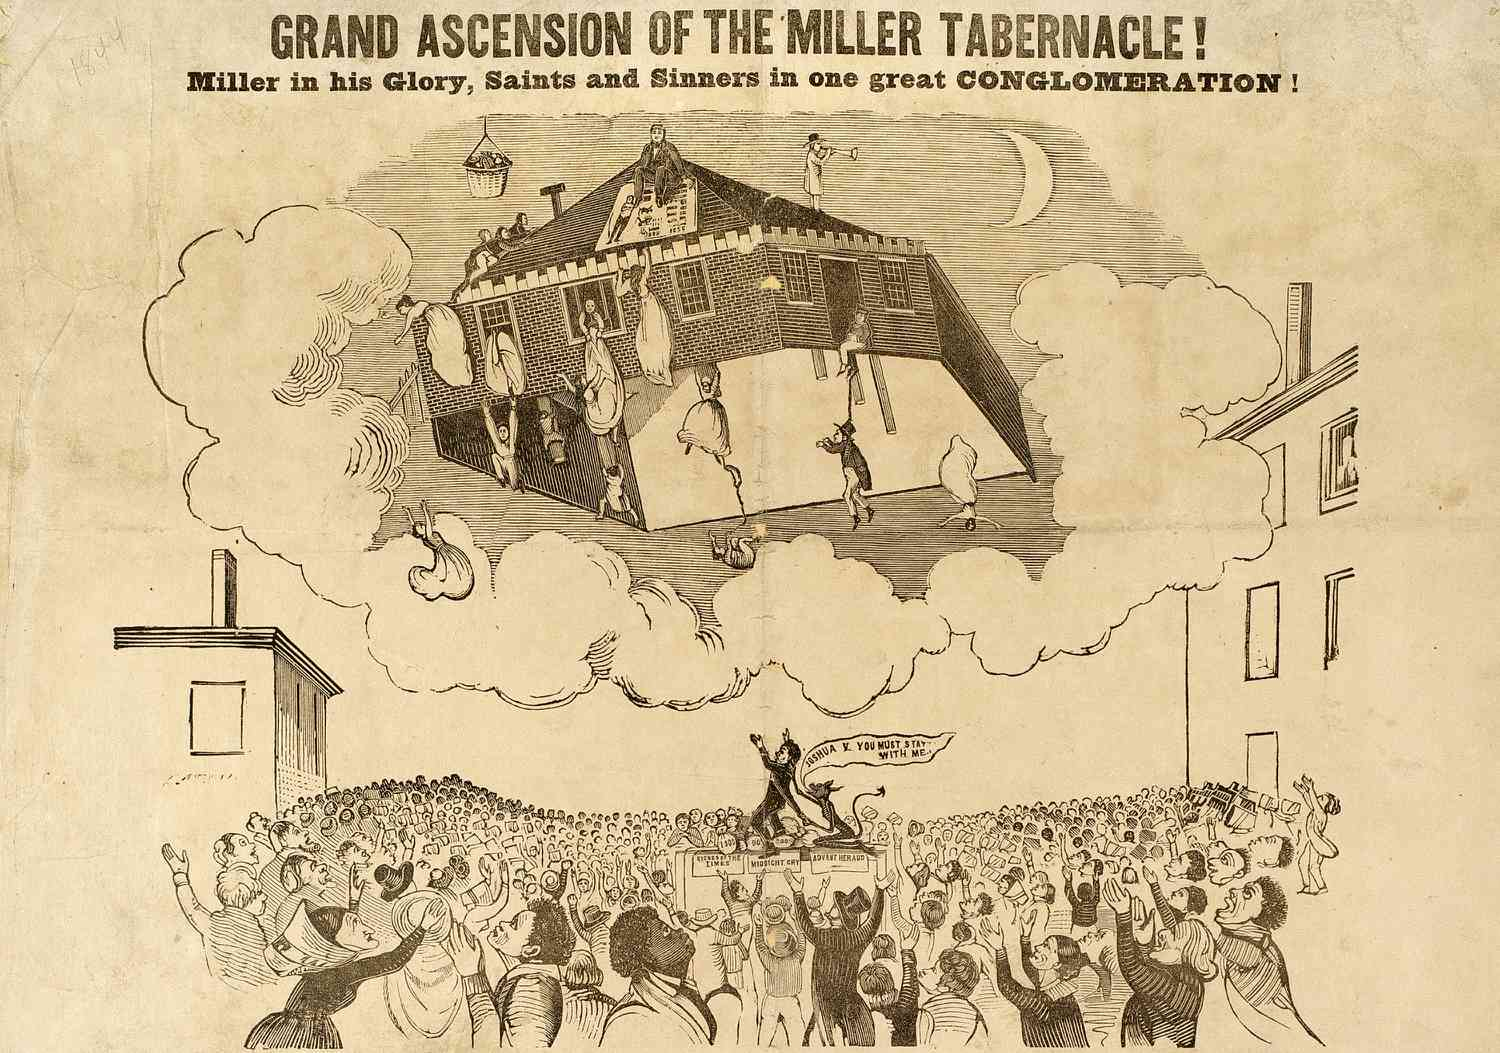 1844
GRAND ASCENSION OF THE MILLER TABERNACLE!
Miller in his Glory, Saints and Sinners in one great CONGLOMERATION!
JOSHUA V. YOU MUST STAY
WITH ME.
SIGNS OF THE
TIMES
MIDNIGHT CRY
ADVENT HERALD